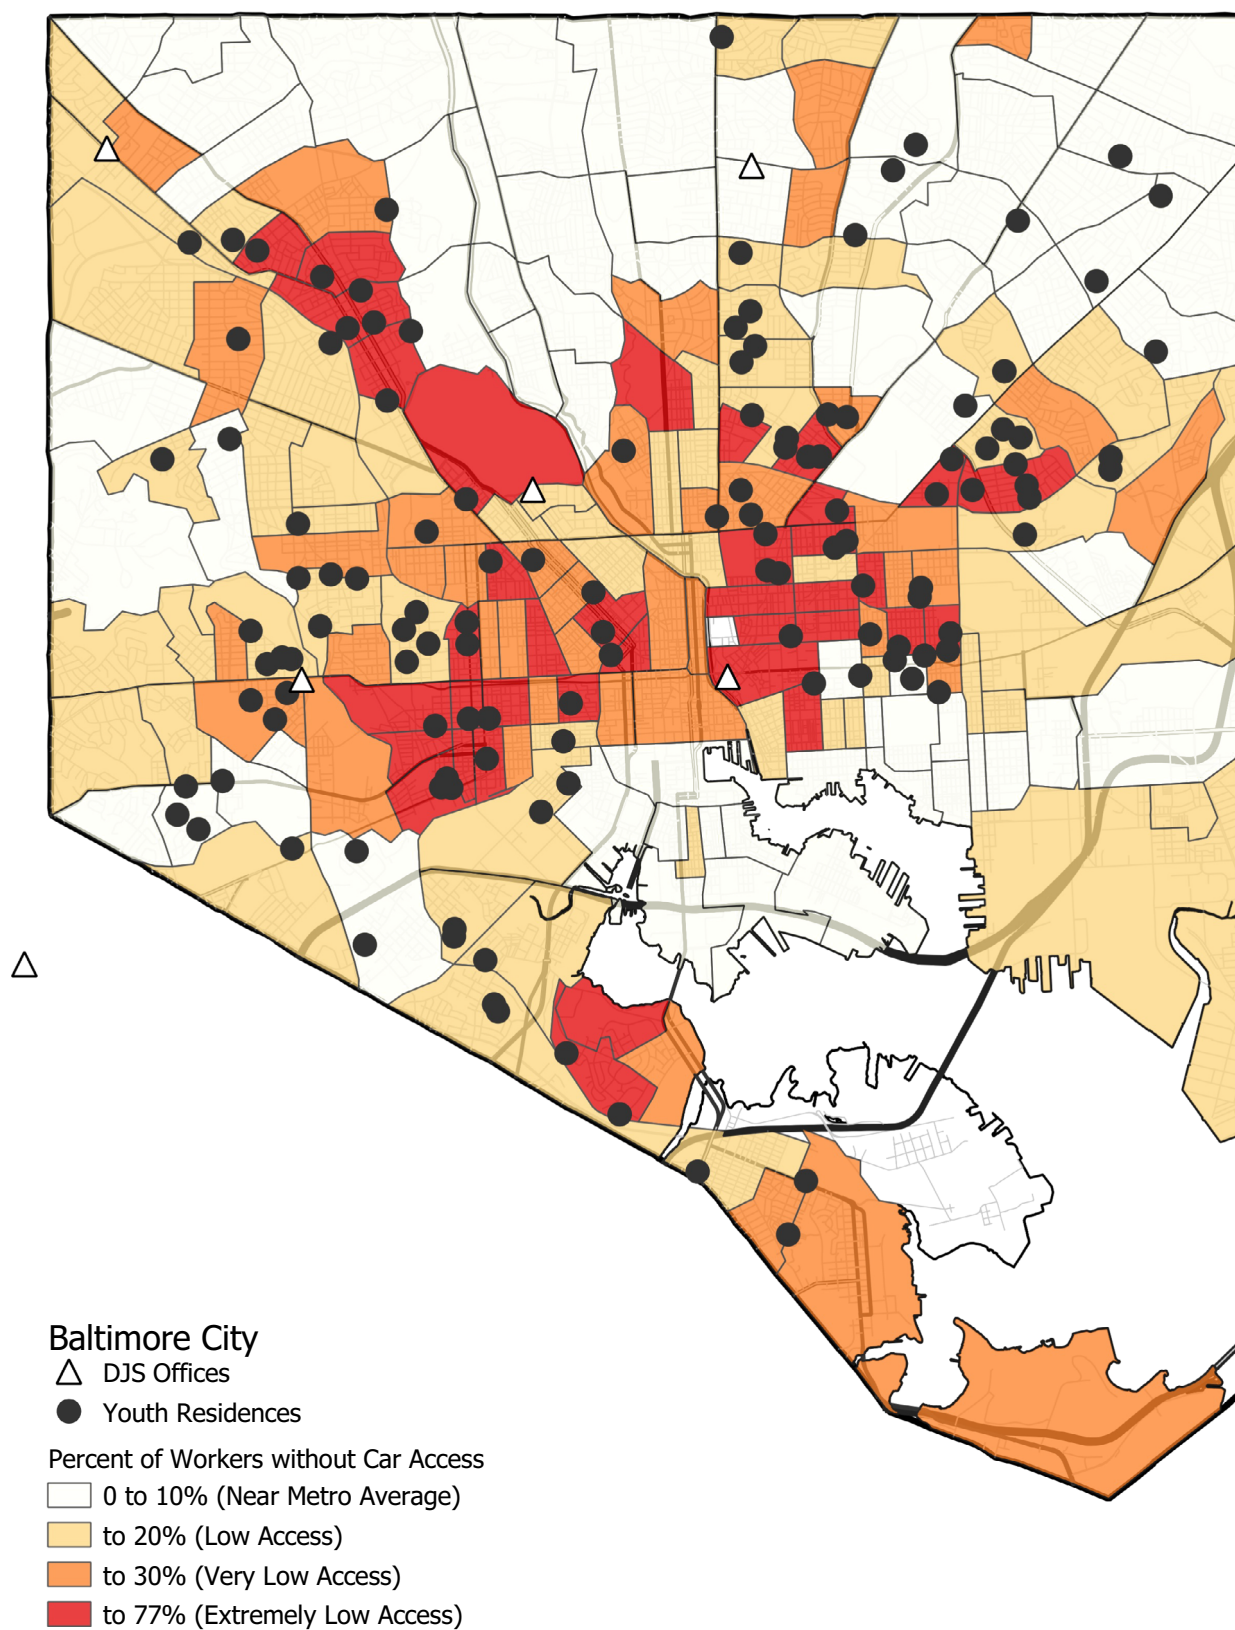 Baltimore City
DJS Offices
Youth Residences
Percent of Workers without Car Access
0 to 10% (Near Metro Average)
to 20% (Low Access)
to 30% (Very Low Access)
to 77% (Extremely Low Access)